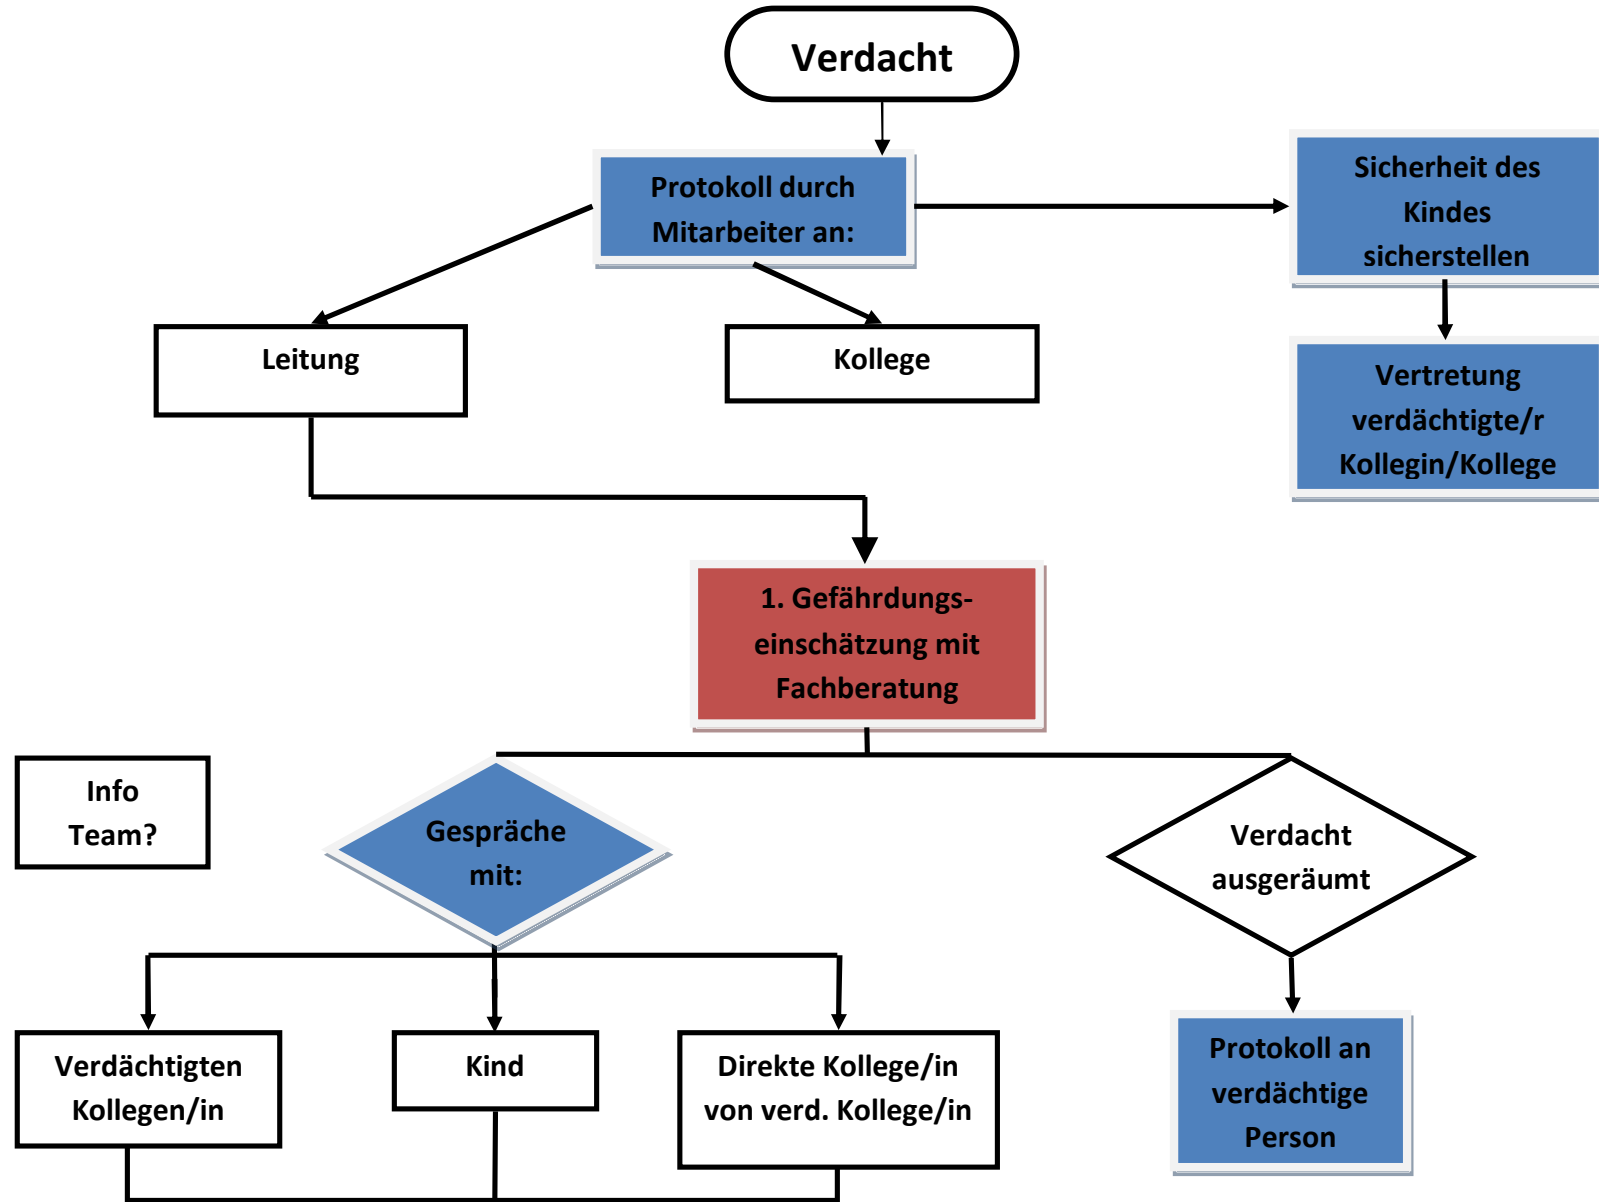 Verdacht
Protokoll durch
Mitarbeiter an:
Sicherheit des
Kindes
sicherstellen
Leitung
Kollege
Vertretung
verdächtigte/r
Kollegin/Kollege
1. Gefährdungs-
einschätzung mit
Fachberatung
Info
Team?
Gespräche
mit:
Verdacht
ausgeräumt
Verdächtigten
Kollegen/in
Kind
Direkte Kollege/in
von verd. Kollege/in
Protokoll an
verdächtige
Person